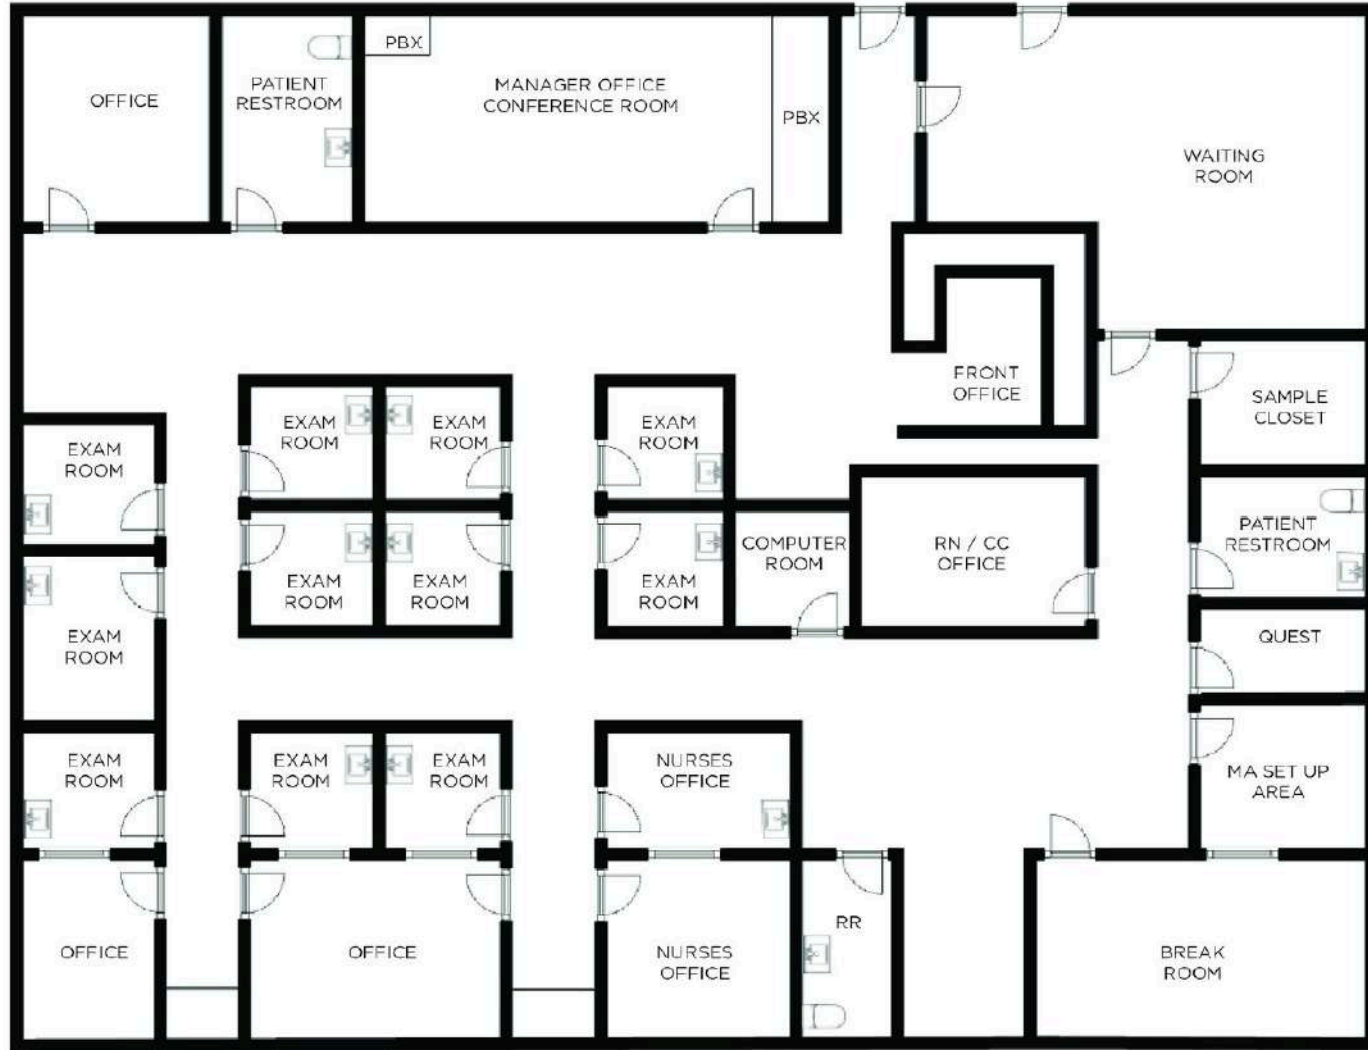 OFFICE
PATIENT
RESTROOM
PBX
MANAGER OFFICE
CONFERENCE ROOM
PBX
WAITING
ROOM
FRONT
OFFICE
SAMPLE
CLOSET
EXAM
ROOM
EXAM
ROOM
EXAM
ROOM
EXAM
ROOM
EXAM
ROOM
EXAM
ROOM
EXAM
ROOM
COMPUTER
ROOM
RN / CC
OFFICE
PATIENT
RESTROOM
EXAM
ROOM
QUEST
EXAM
ROOM
EXAM
ROOM
EXAM
ROOM
NURSES
OFFICE
MA SET UP
AREA
OFFICE
OFFICE
NURSES
OFFICE
RR
BREAK
ROOM